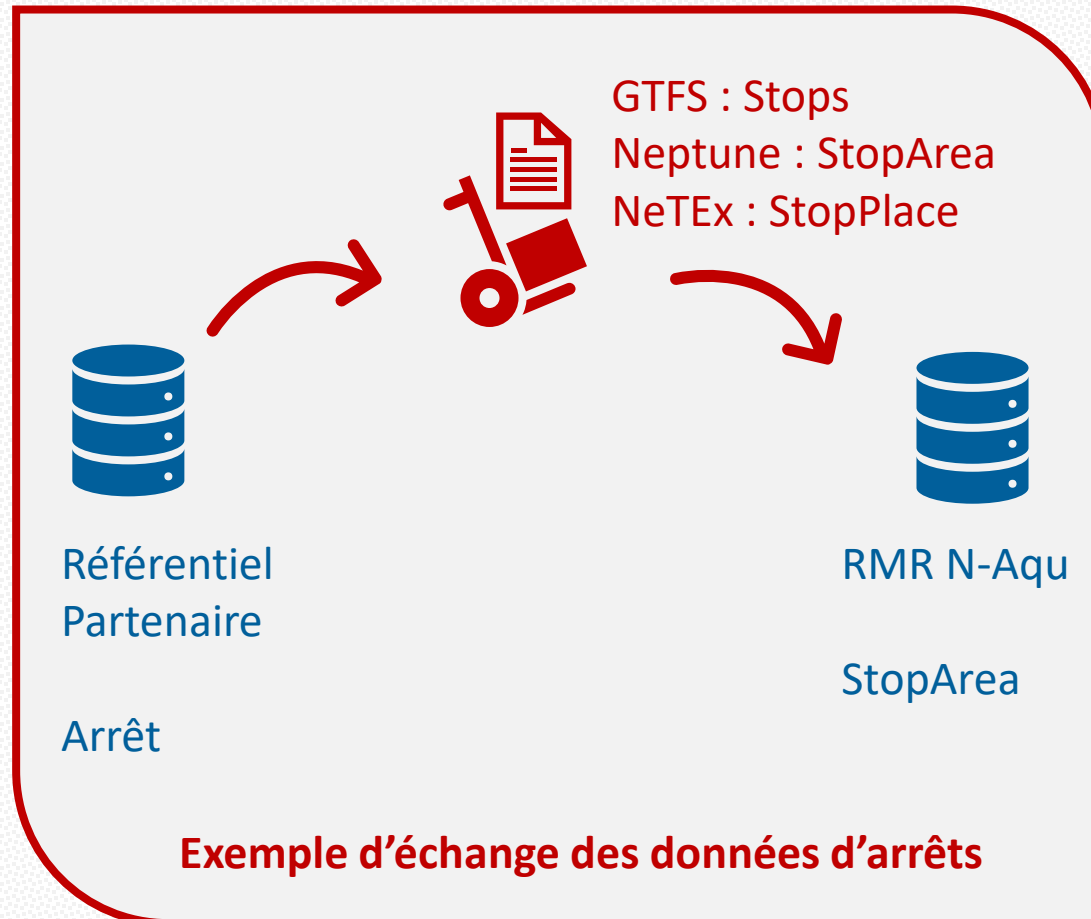 GTFS : Stops
Neptune : StopArea
NeTEx : StopPlace
Référentiel
Partenaire
Arrêt
RMR N-Aqu
StopArea
Exemple d’échange des données d’arrêts